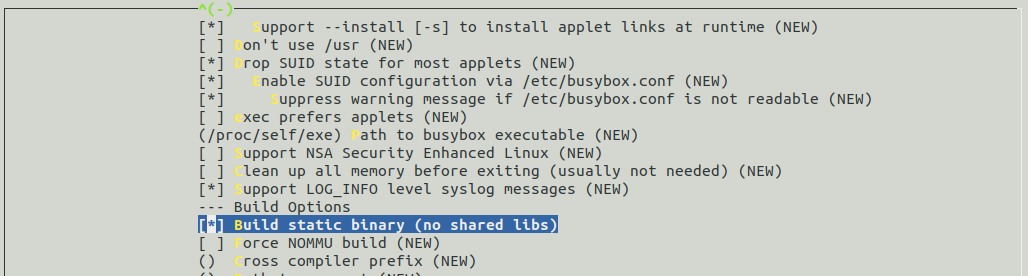 ^(-)
[*]   Support --install [-s] to install applet links at runtime (NEW)
[ ] Don't use /usr (NEW)
[*] Drop SUID state for most applets (NEW)
[*]   Enable SUID configuration via /etc/busybox.conf (NEW)
[*]     Suppress warning message if /etc/busybox.conf is not readable (NEW)
[ ] exec prefers applets (NEW)
(/proc/self/exe) Path to busybox executable (NEW)
[ ] Support NSA Security Enhanced Linux (NEW)
[ ] Clean up all memory before exiting (usually not needed) (NEW)
[*] Support LOG_INFO level syslog messages (NEW)
--- Build Options
[*] Build static binary (no shared libs)
[ ] Force NOMMU build (NEW)
()  Cross compiler prefix (NEW)